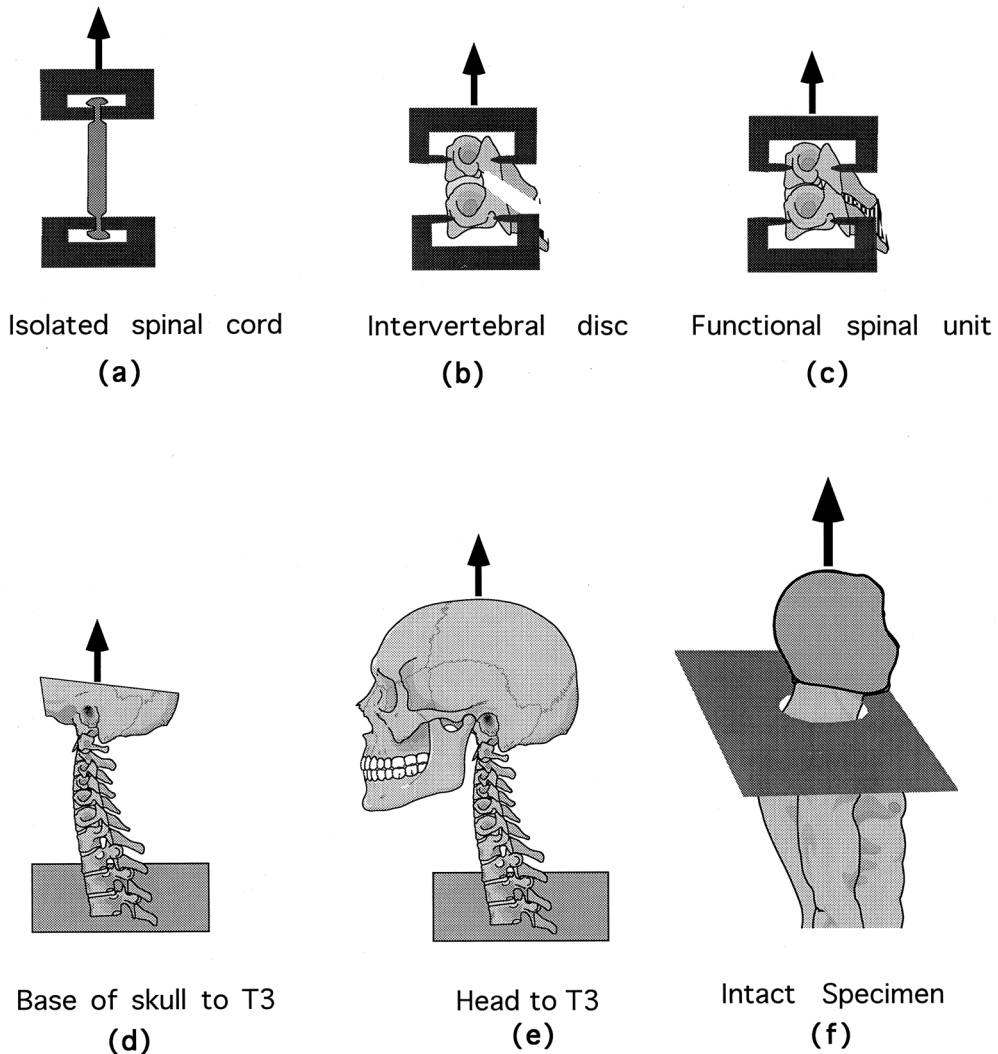 Isolated spinal cord
(a)
Intervertebral disc
(b)
Functional spinal unit
(c)
Base of skull to T3
(d)
Head to T3
(e)
Intact Specimen
(f)